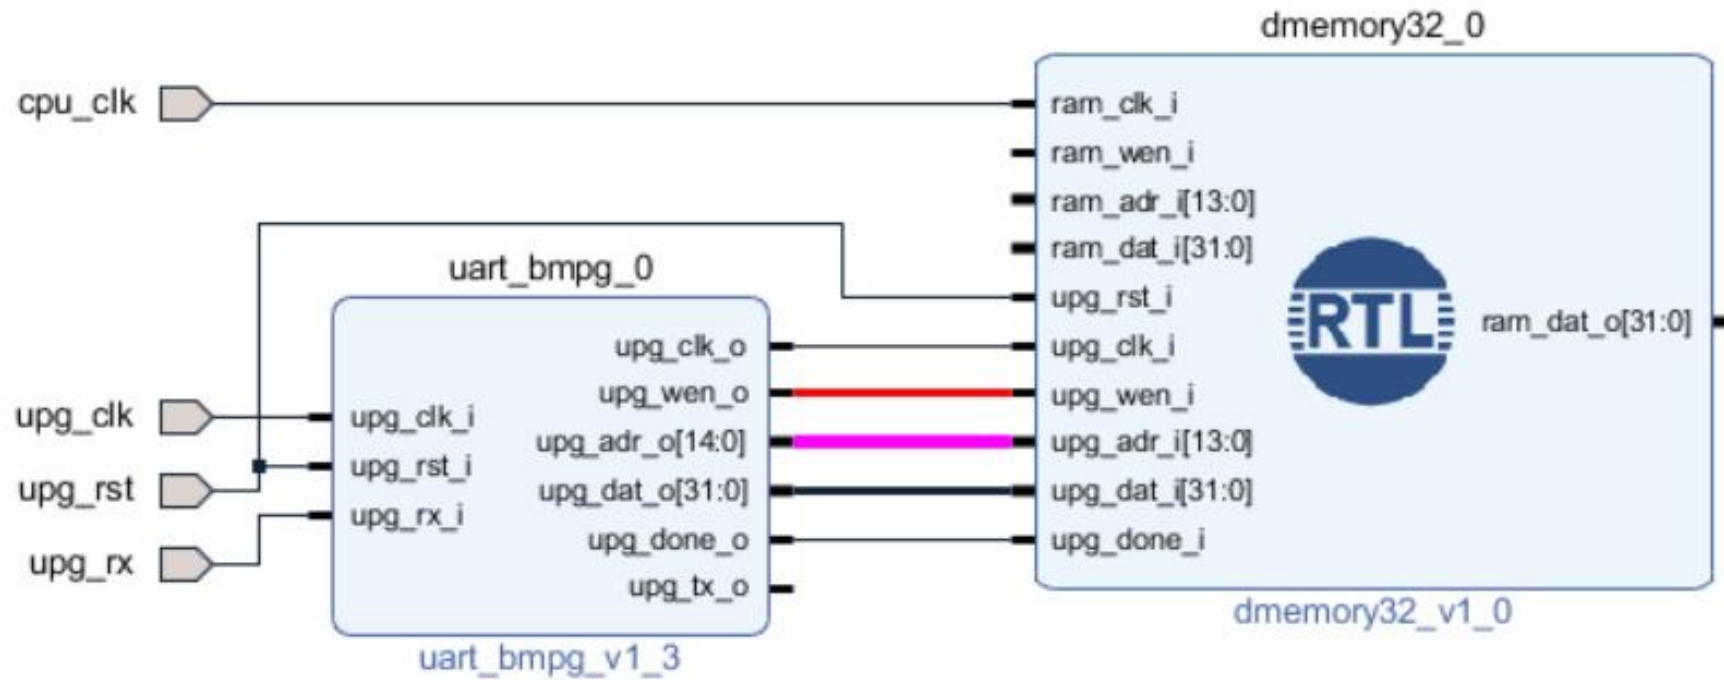 dmemory32_0
cpu_clk
ram_clk_i
ram_wen_i
ram_adr_i[13:0]
ram_dat_i[31:0]
upg_rst_i
upg_clk_i
upg_wen_i
upg_adr_i[13:0]
upg_dat_i[31:0]
upg_done_i
RTL
ram_dat_o[31:0]
dmemory32_v1_0
uart_bmpg_0
upg_clk
upg_rst
upg_rx
upg_clk_i
upg_rst_i
upg_rx_i
upg_clk_o
upg_wen_o
upg_adr_o[14:0]
upg_dat_o[31:0]
upg_done_o
upg_tx_o
uart_bmpg_v1_3